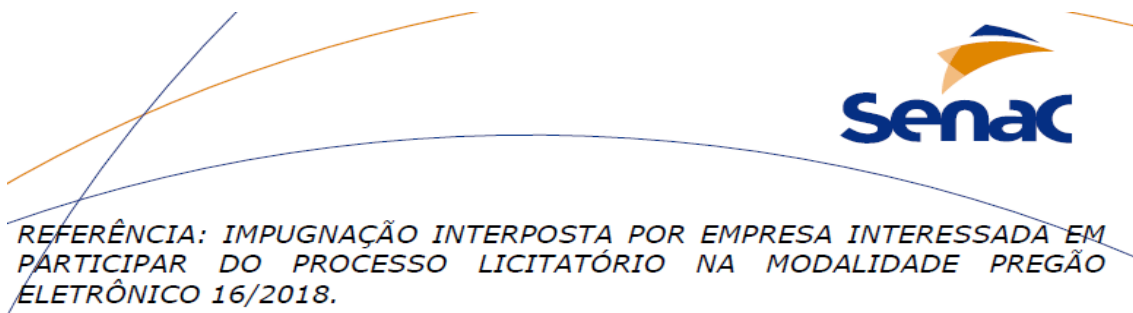 Senac
REFERÊNCIA: IMPUGNAÇÃO INTERPOSTA POR EMPRESA INTERESSADA EM
PARTICIPAR DO PROCESSO LICITATÓRIO NA MODALIDADE PREGÃO
ELETRÔNICO 16/2018.